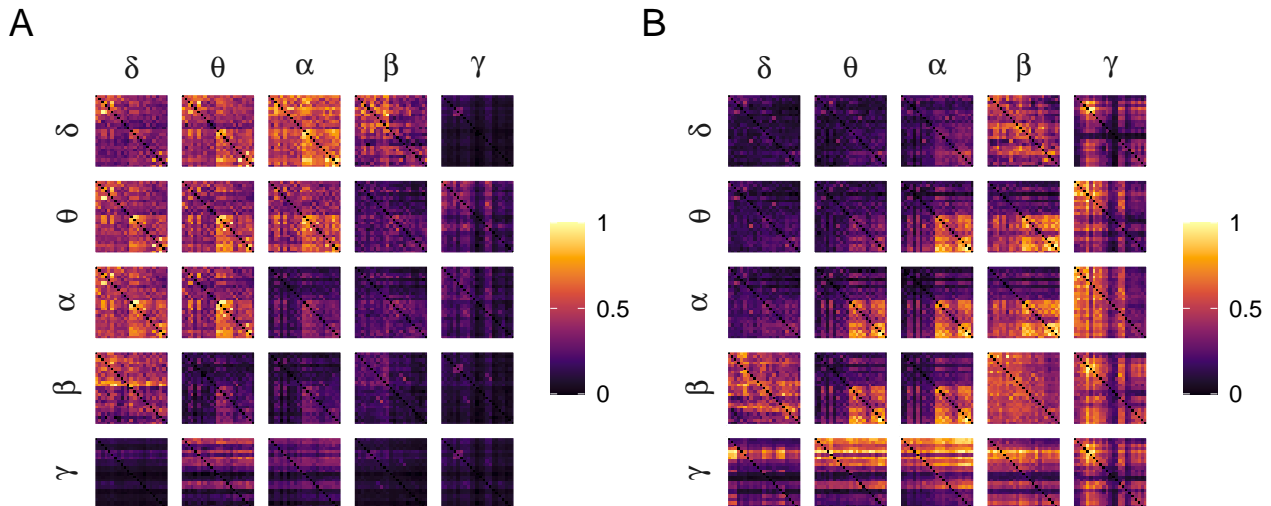 A B
δ θ α β γ δ θ α β γ
δ δ
θ θ
1 1
α 0.5 α 0.5
β 0 β 0
γ γ